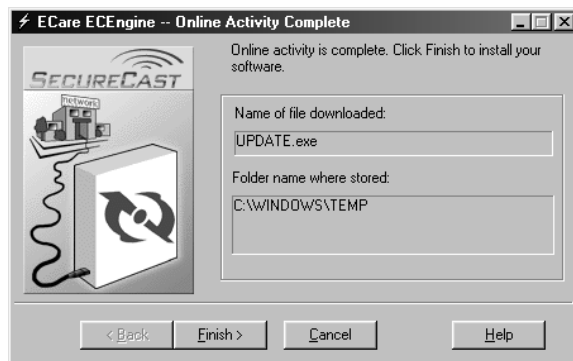 ECare ECEngine -- Online Activity Complete
SECURECAST
network
Online activity is complete. Click Finish to install your
software.
Name of file downloaded:
UPDATE.exe
Folder name where stored:
C:\WINDOWS\TEMP
< Back
Finish >
Cancel
Help